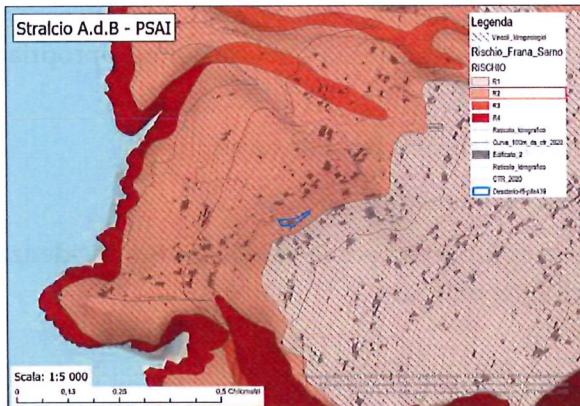 Stralcio A.d.B - PSAI
Legenda
Vincoli_Idrogeologici
Rischio_Frana_Sarno
RISCHIO
R1
R2
R3
R4
Reticolo_Idrografico
Edificato_2
Reticolo_Idrografico
CTR_2020
Scala: 1:5 000
0 0,13 0,25 0,5 Chilometri